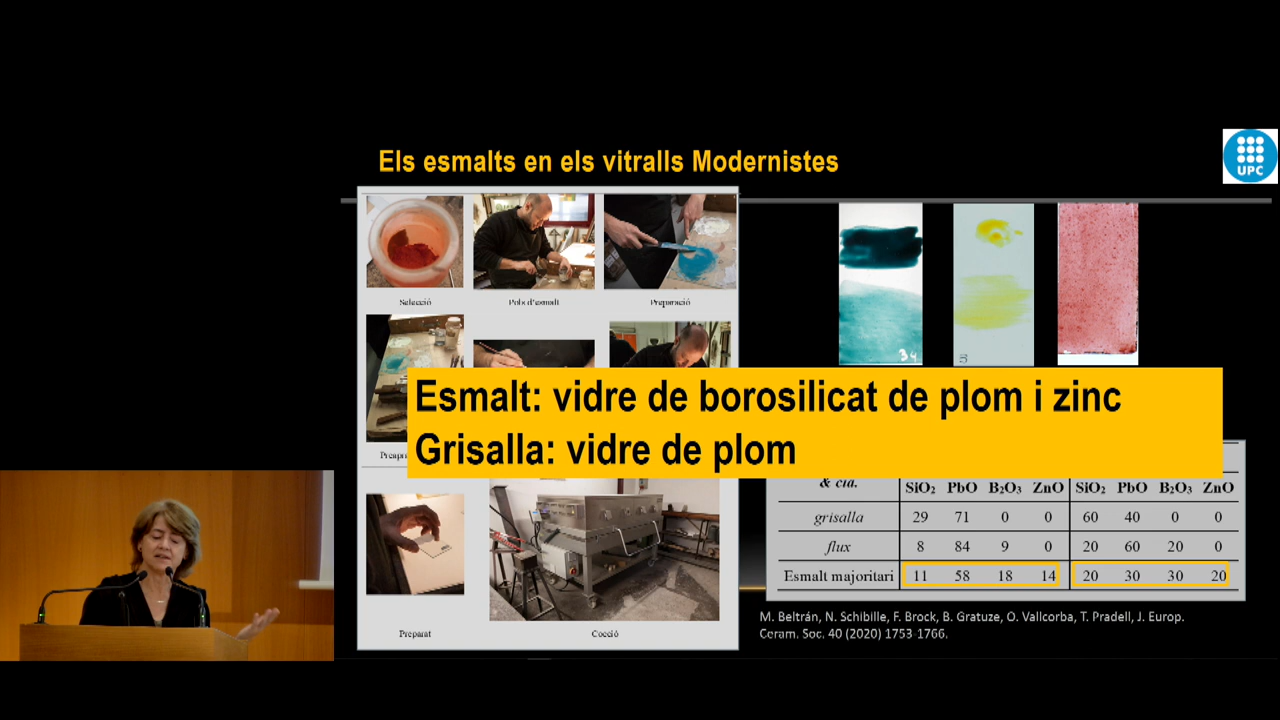 Els esmalts en els vitralls Modernistes
UPC
Selecció
Pols d'esmalt
Preparació
34
S
Esmalt: vidre de borosilicat de plom i zinc
Grisalla: vidre de plom
& cia.
SiO₂ PbO B₂O₃ ZnO SiO₂ PbO B₂O₃ ZnO
grisalla 29 71 0 0 60 40 0 0
flux 8 84 9 0 20 60 20 0
Esmalt majoritari 11 58 18 14 20 30 30 20
Preparat
Cocció
M. Beltrán, N. Schibille, F. Brock, B. Gratuze, O. Vallcorba, T. Pradell, J. Europ.
Ceram. Soc. 40 (2020) 1753-1766.